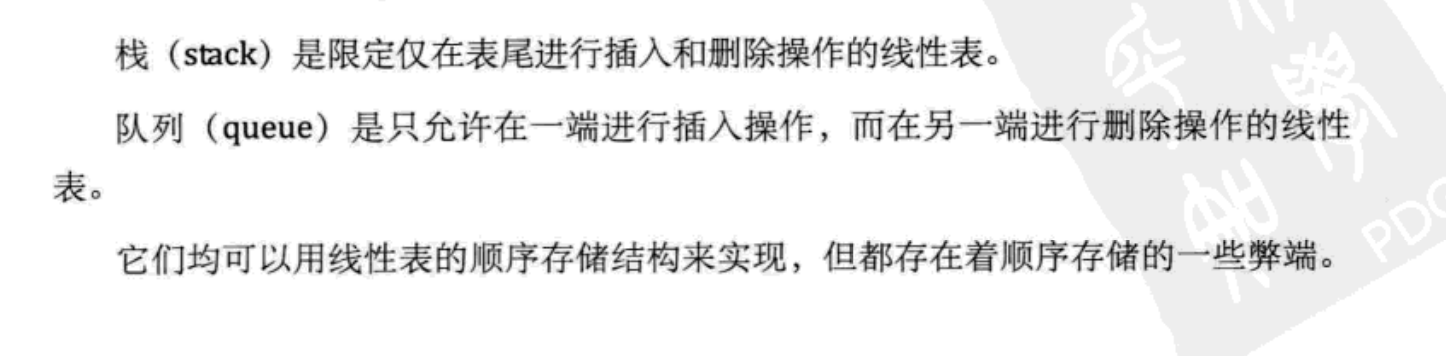 栈（stack）是限定仅在表尾进行插入和删除操作的线性表。
队列（queue）是只允许在一端进行插入操作，而在另一端进行删除操作的线性
表。
它们均可以用线性表的顺序存储结构来实现，但都存在着顺序存储的一些弊端。